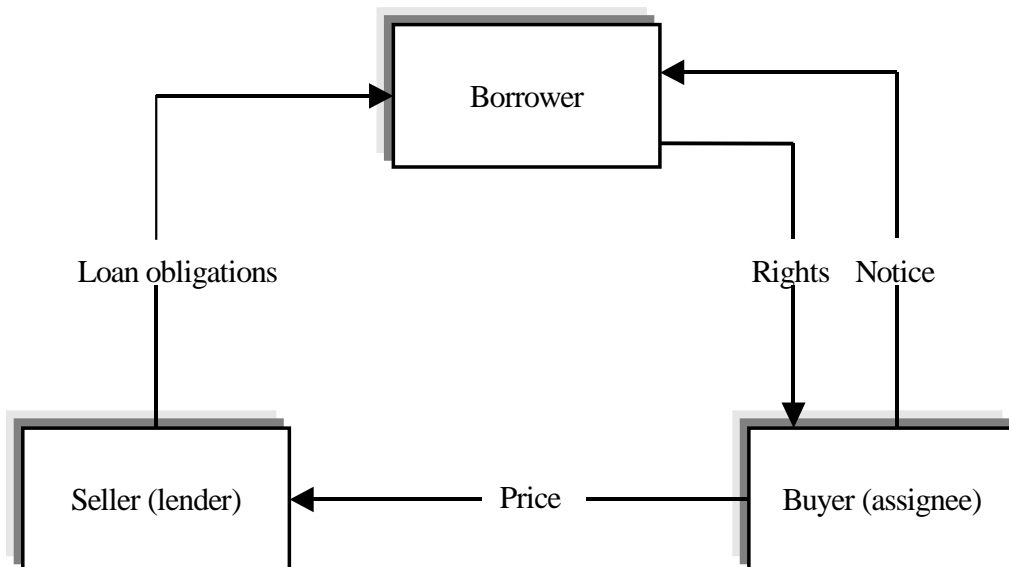 Borrower
Loan obligations
Rights
Notice
Seller (lender)
Price
Buyer (assignee)